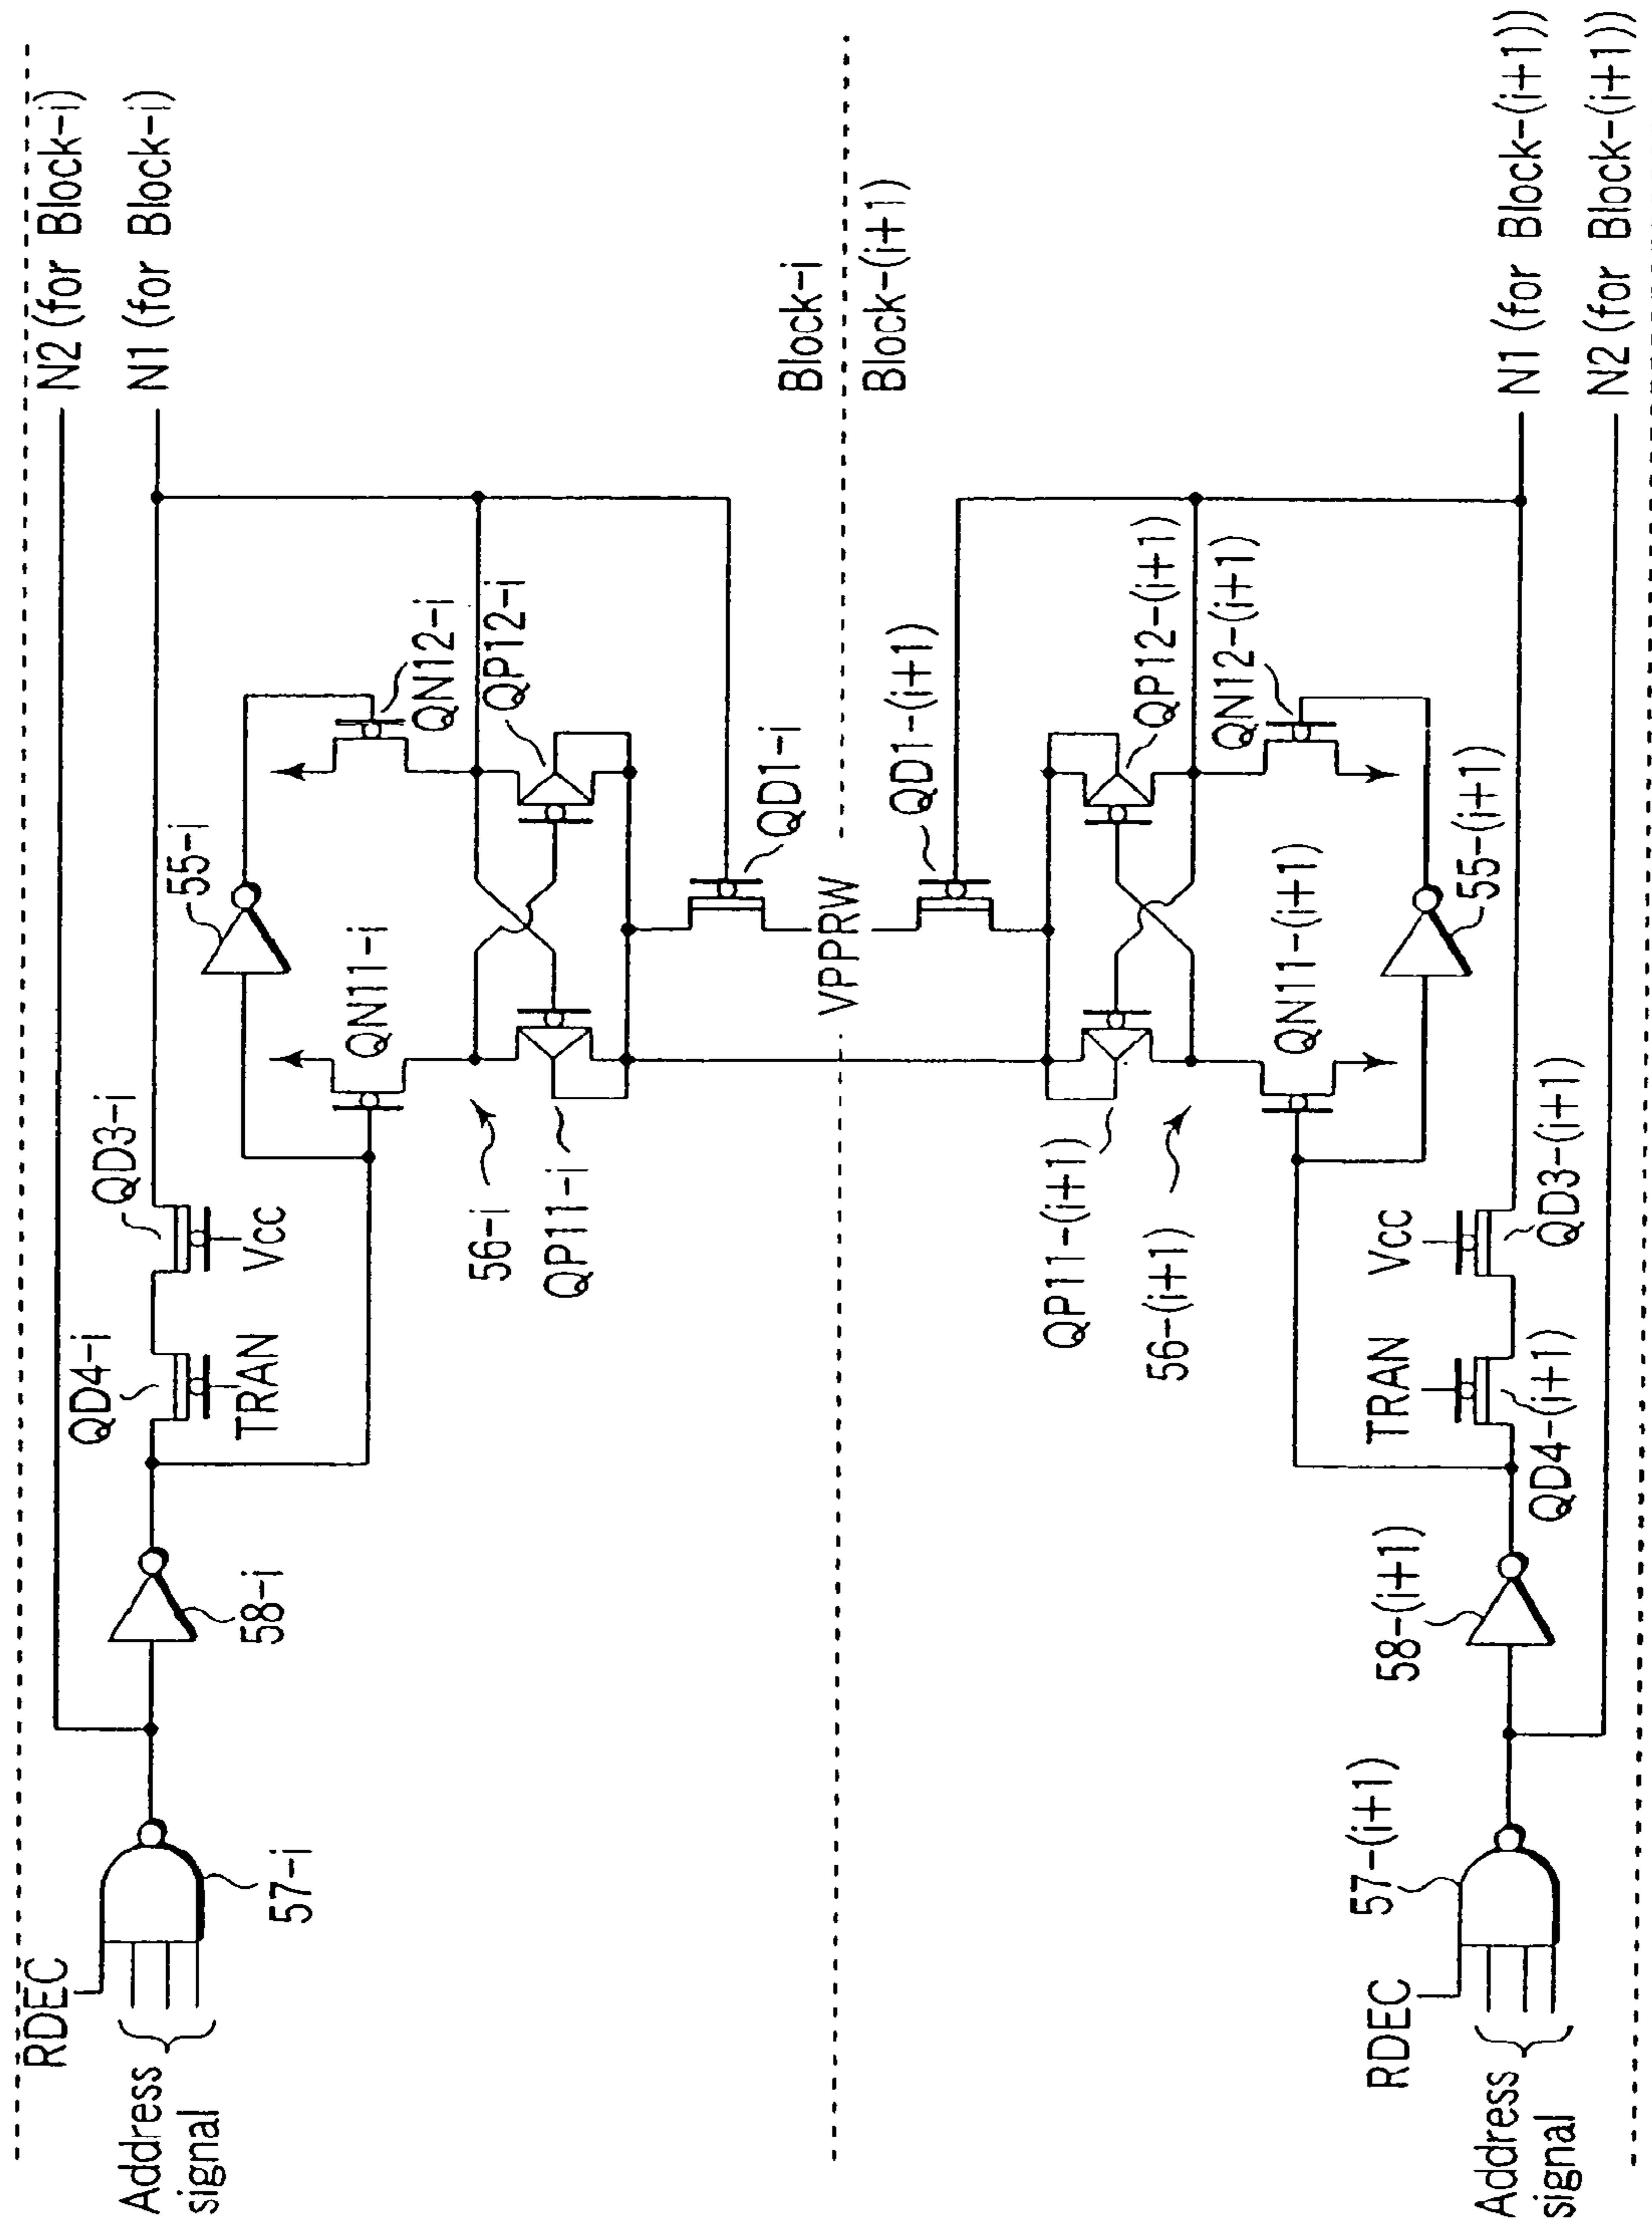 N2 (for Block-i)
N1 (for Block-i)
RDEC
Address
signal
57-i
58-i
QD4-i
TRAN
QD3-i
Vcc
55-i
QN11-i
QN12-i
56-i
QP11-i
QP12-i
QD1-i
Block-i
VPPRW
Block-(i+1)
QD1-(i+1)
QP11-(i+1)
QP12-(i+1)
56-(i+1)
QN11-(i+1)
QN12-(i+1)
55-(i+1)
RDEC
Address
signal
57-(i+1)
58-(i+1)
TRAN
QD4-(i+1)
Vcc
QD3-(i+1)
N1 (for Block-(i+1))
N2 (for Block-(i+1))